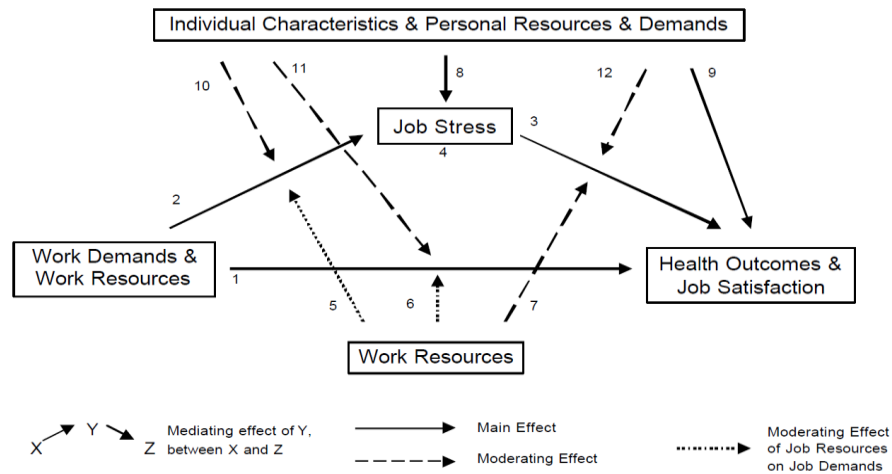 Individual Characteristics & Personal Resources & Demands
10
11
8
12
9
Job Stress
3
4
2
Work Demands &
Work Resources
1
Health Outcomes &
Job Satisfaction
5
6
7
Work Resources
X
Y
Z
Mediating effect of Y,
between X and Z
Main Effect
Moderating Effect
Moderating Effect
of Job Resources
on Job Demands